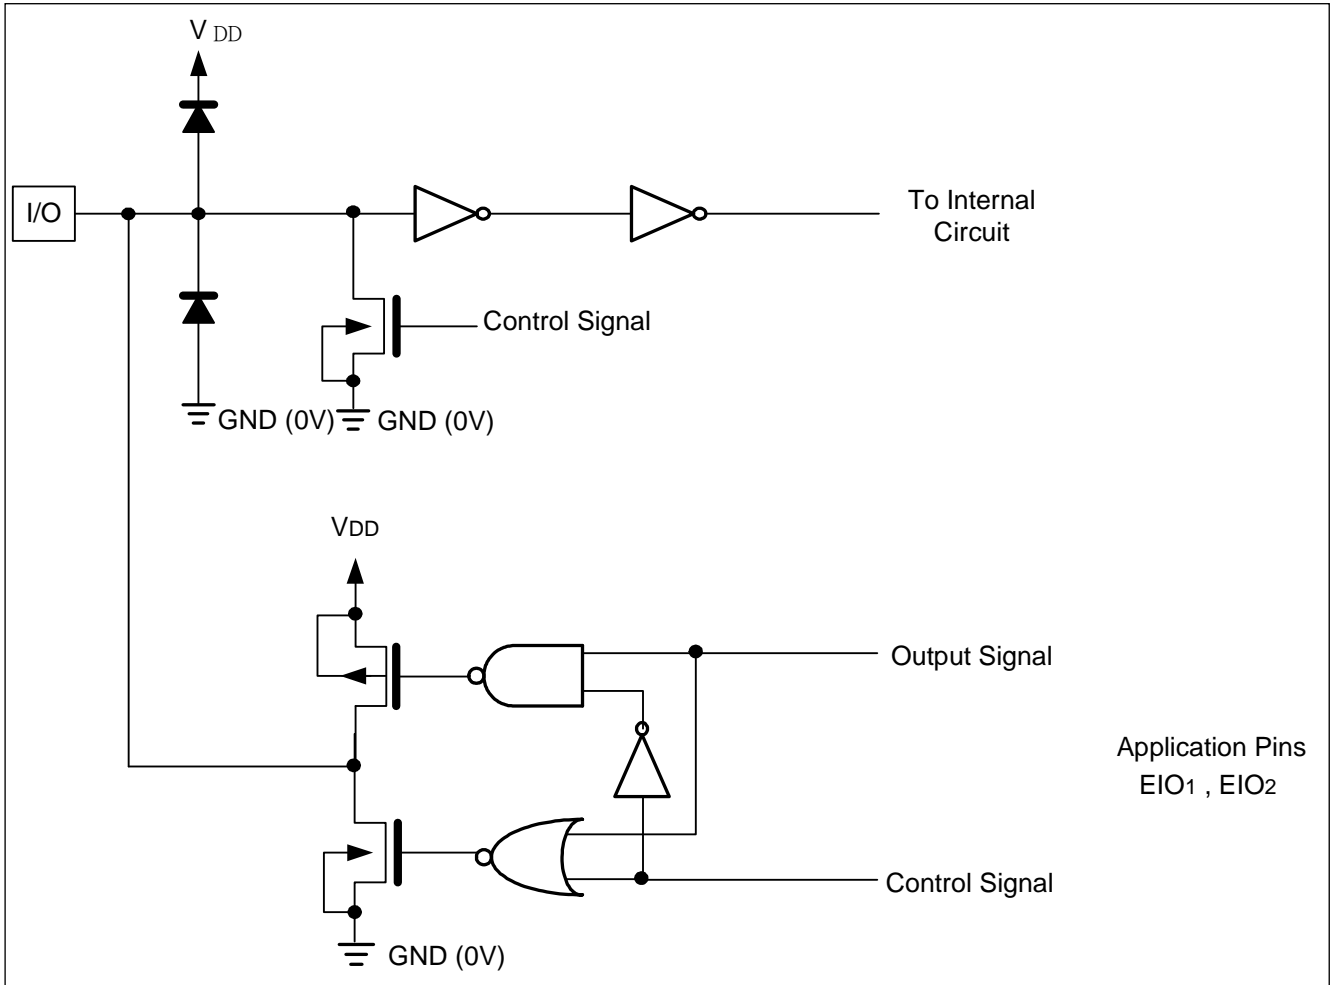 V DD
I/O
To Internal
Circuit
Control Signal
GND (0V)
GND (0V)
VDD
Output Signal
Application Pins
EIO1 , EIO2
Control Signal
GND (0V)